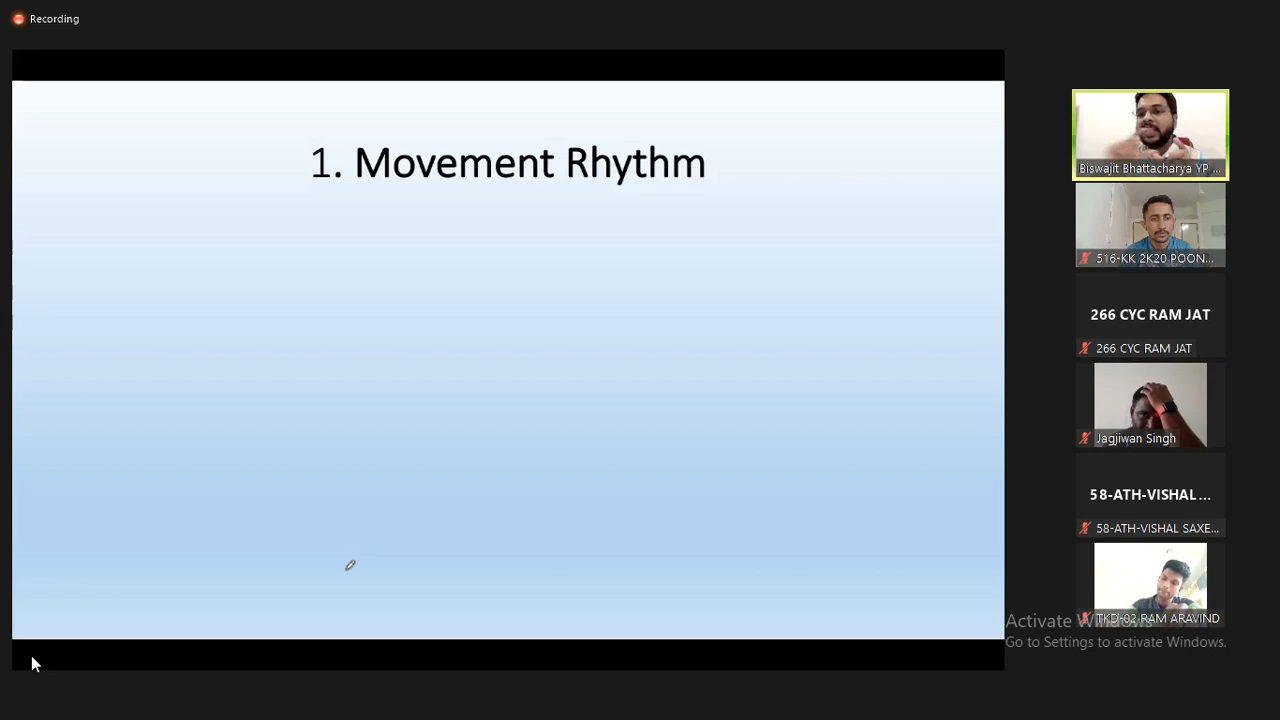 Recording
1. Movement Rhythm
Biswajit Bhattacharya YP ...
516-KK 2K20 POON...
266 CYC RAM JAT
266 CYC RAM JAT
Jagjiwan Singh
58-ATH-VISHAL ...
58-ATH-VISHAL SAXE...
TKD-02 RAM ARAVIND
Activate Windows
Go to Settings to activate Windows.